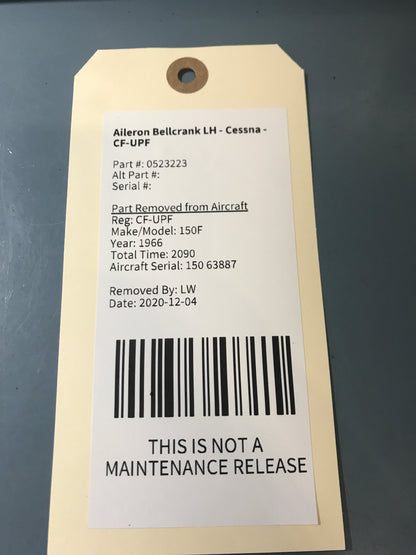 Aileron Bellcrank LH - Cessna -
CF-UPF
Part #: 0523223
Alt Part #:
Serial #:
Part Removed from Aircraft
Reg: CF-UPF
Make/Model: 150F
Year: 1966
Total Time: 2090
Aircraft Serial: 150 63887
Removed By: LW
Date: 2020-12-04
THIS IS NOT A
MAINTENANCE RELEASE